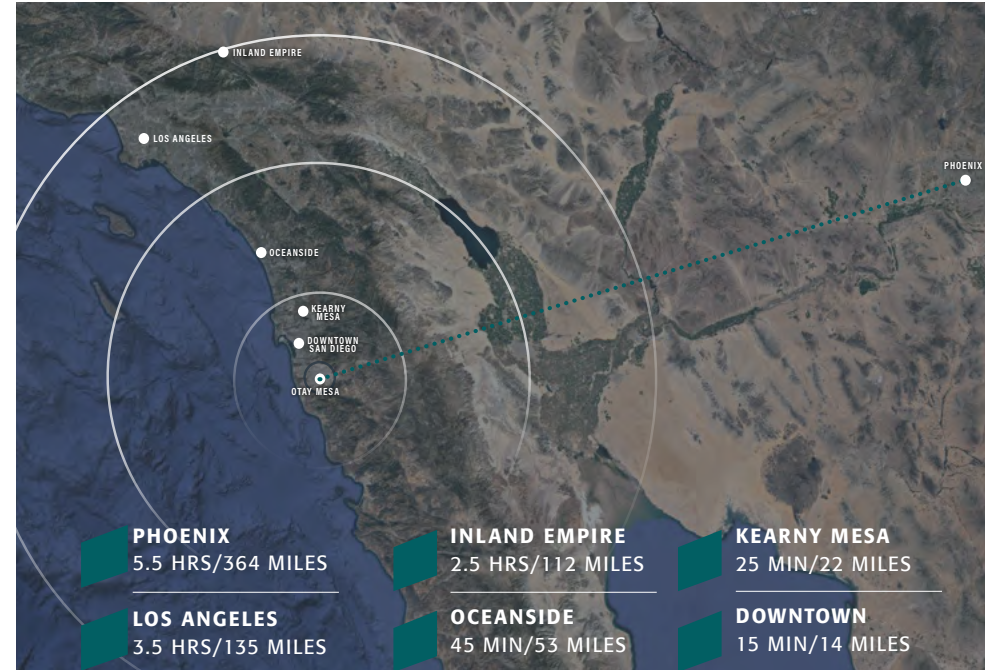 INLAND EMPIRE
LOS ANGELES
PHOENIX
OCEANSIDE
KEARNY
MESA
DOWNTOWN
SAN DIEGO
OTAY MESA
PHOENIX
5.5 HRS/364 MILES
INLAND EMPIRE
2.5 HRS/112 MILES
KEARNY MESA
25 MIN/22 MILES
LOS ANGELES
3.5 HRS/135 MILES
OCEANSIDE
45 MIN/53 MILES
DOWNTOWN
15 MIN/14 MILES